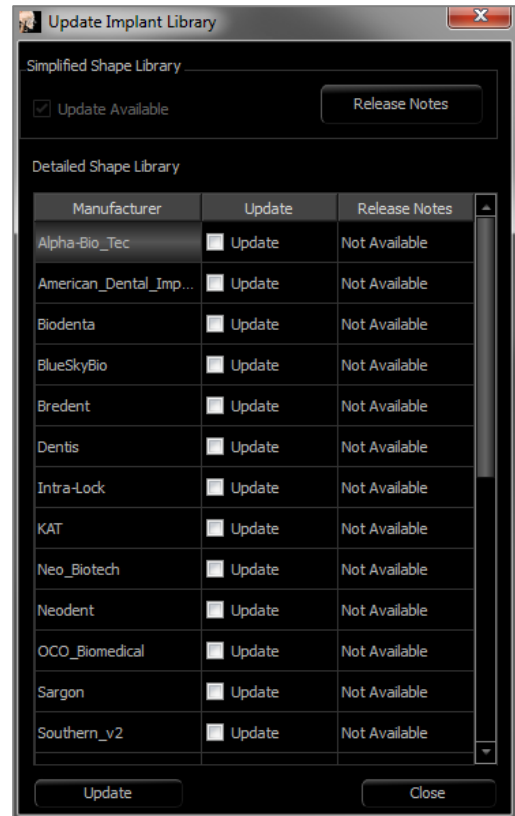 Update Implant Library
Simplified Shape Library
Update Available Release Notes
Detailed Shape Library
Manufacturer Update Release Notes
Alpha-Bio_Tec Update Not Available
American_Dental_Imp... Update Not Available
Biodenta Update Not Available
BlueSkyBio Update Not Available
Bredent Update Not Available
Dentis Update Not Available
Intra-Lock Update Not Available
KAT Update Not Available
Neo_Biotech Update Not Available
Neodent Update Not Available
OCO_Biomedical Update Not Available
Sargon Update Not Available
Southern_v2 Update Not Available
Update Close